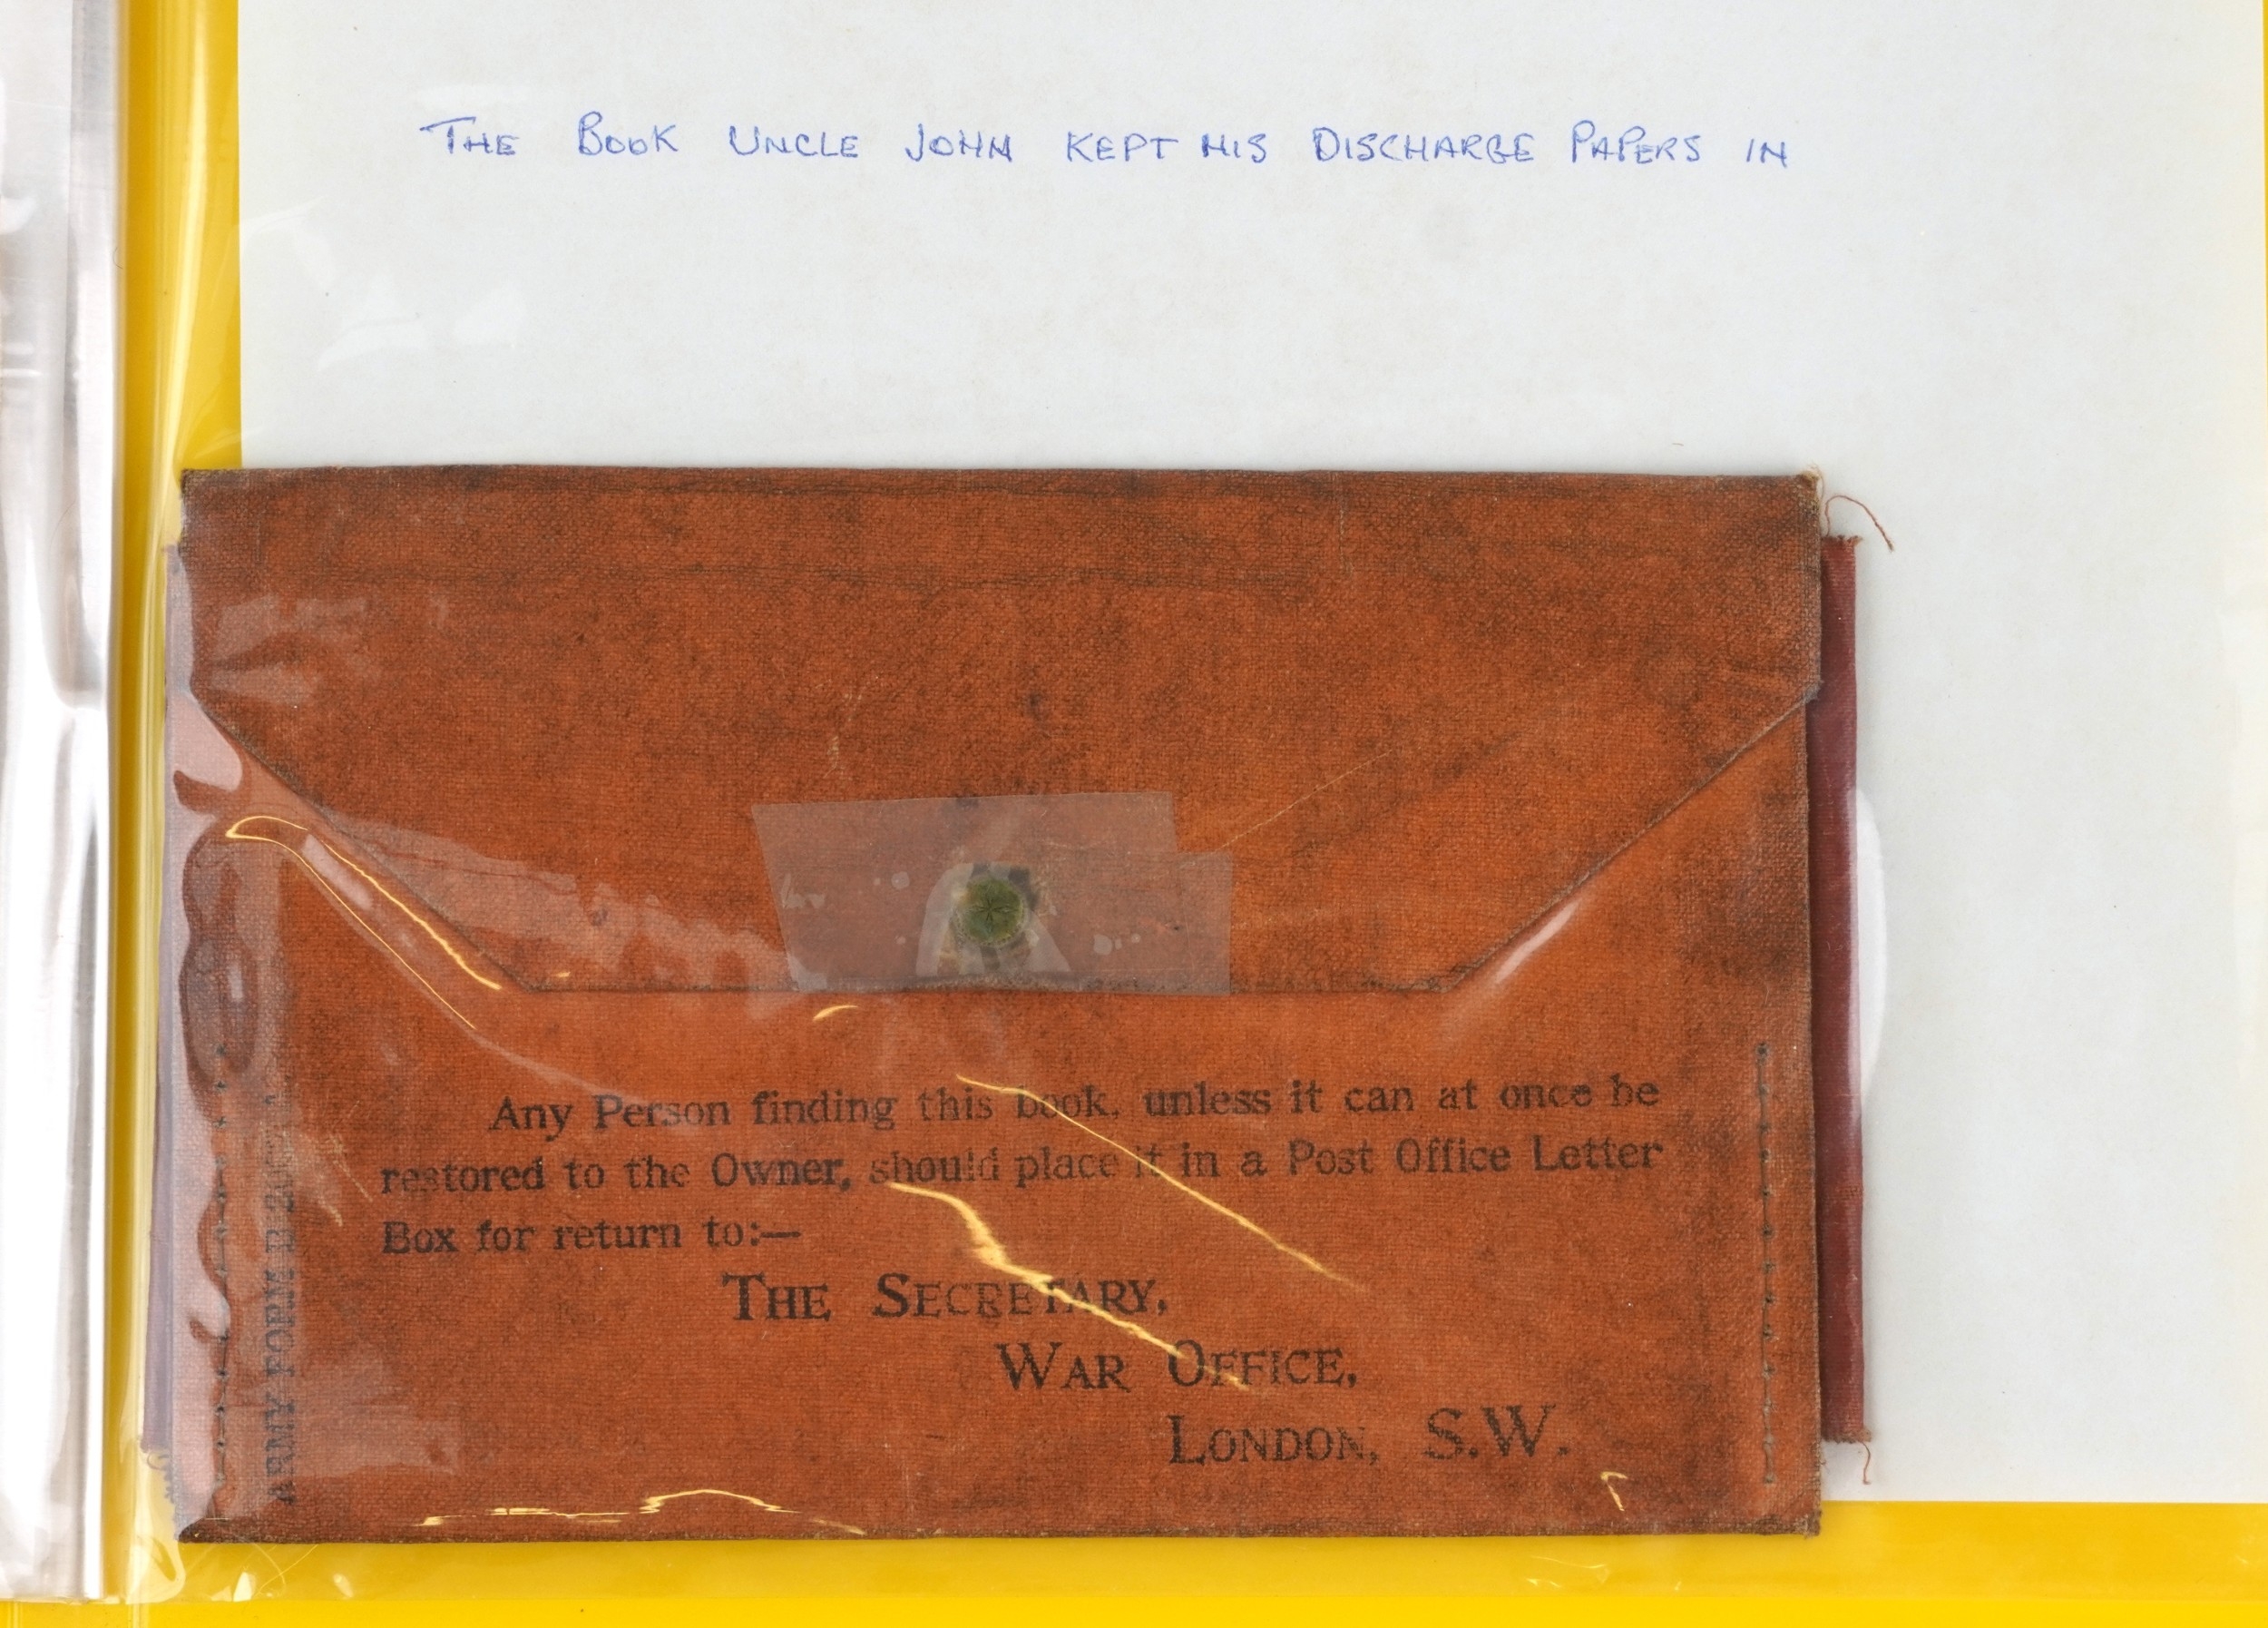 THE BOOK UNCLE JOHN KEPT HIS DISCHARGE PAPERS IN
Any Person finding this book, unless it can at once be
restored to the Owner, should place it in a Post Office Letter
Box for return to:—
THE SECRETARY,
WAR OFFICE,
LONDON, S.W.
ARMY FORM B